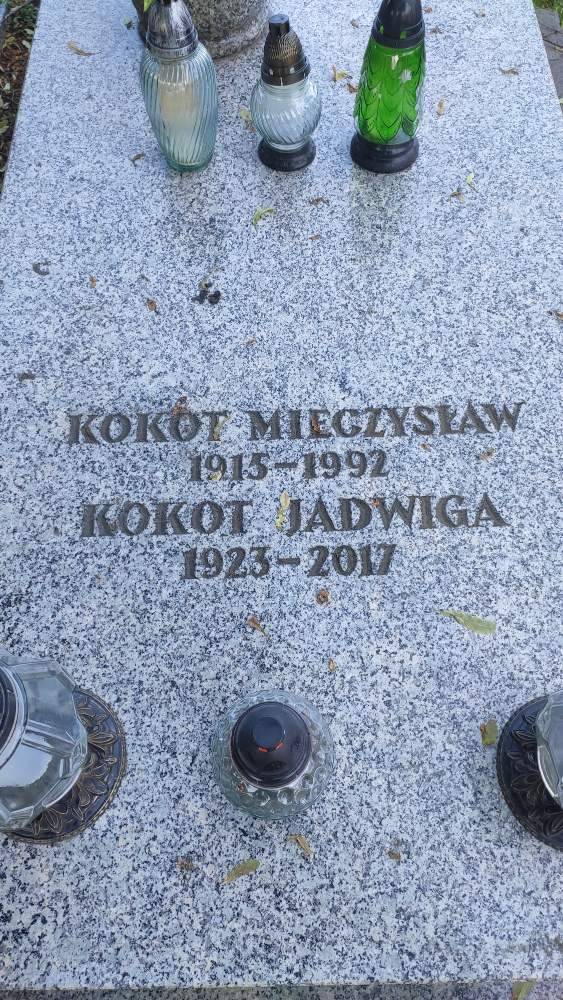 KOKOT MIECZYSŁAW
1915-1992
KOKOT JADWIGA
1923-2017